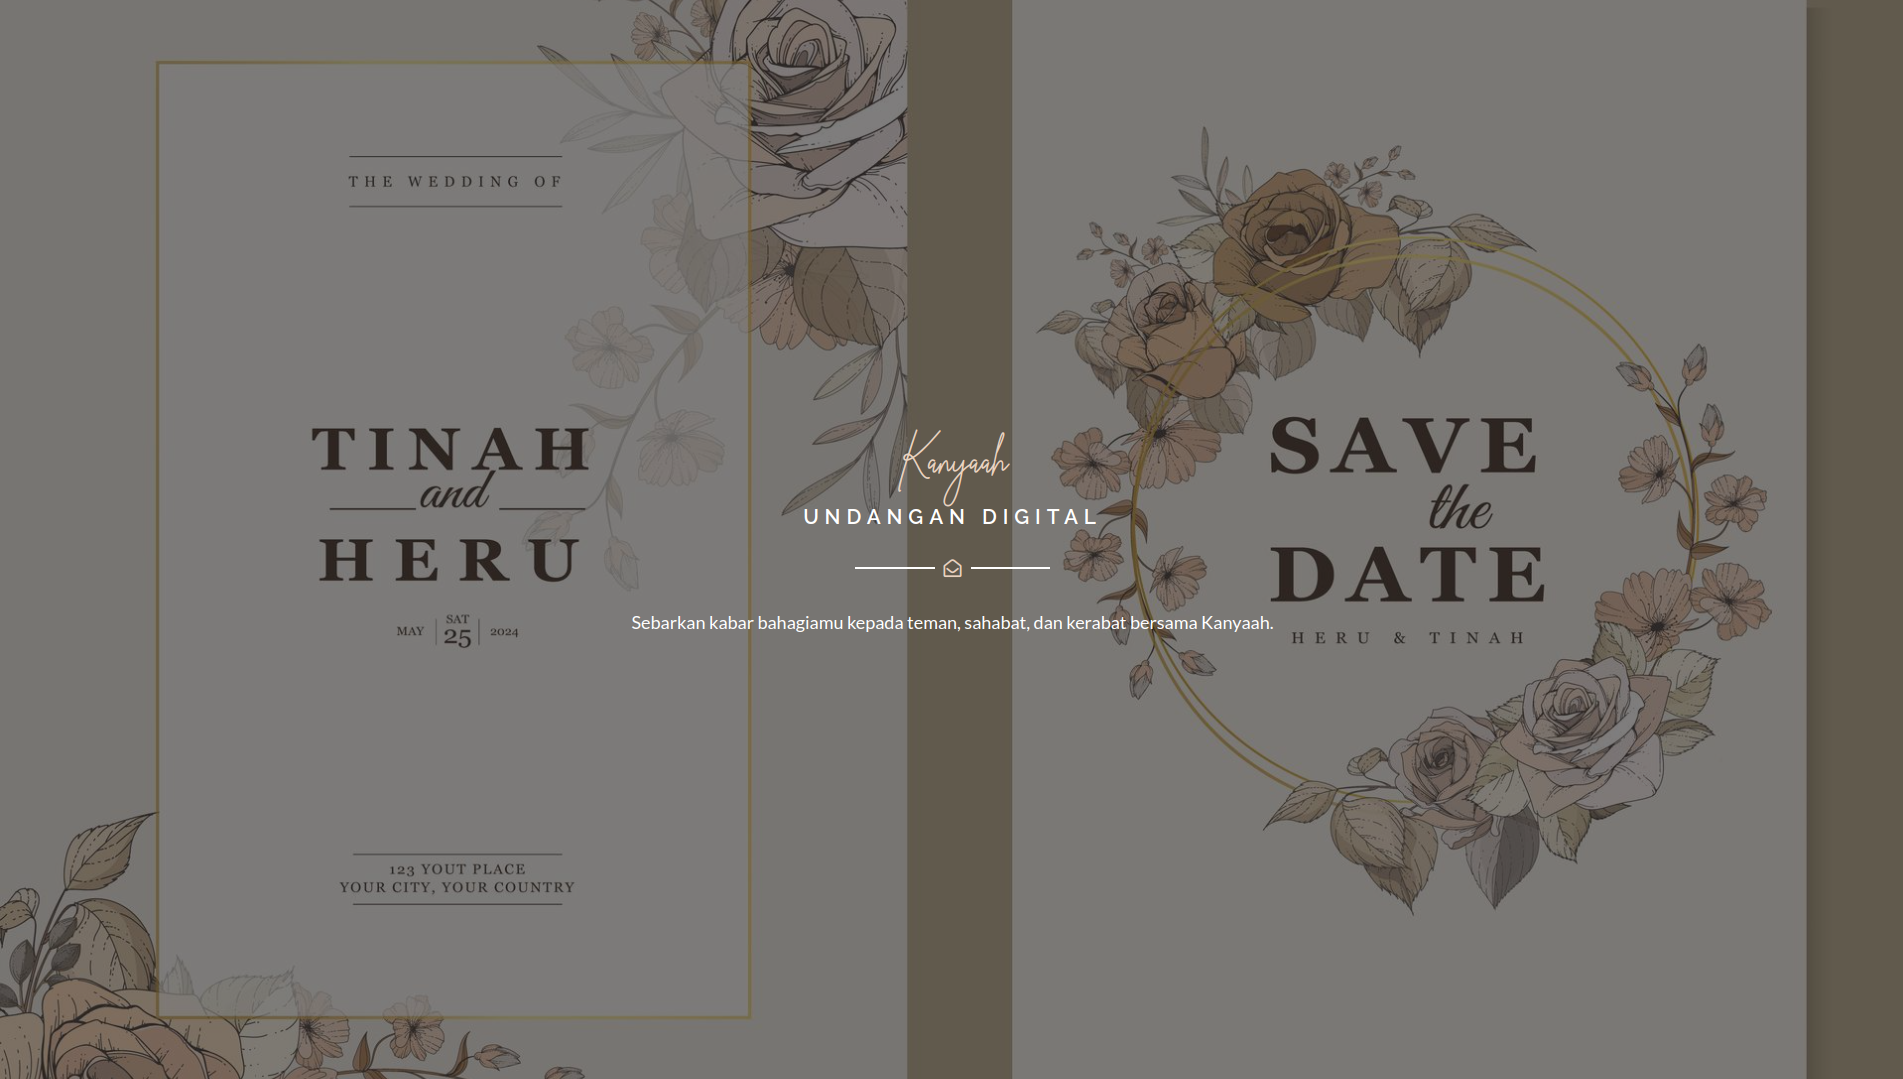 THE WEDDING OF
TINAH
and
HERU
MAY
SAT
25
2024
123 YOUT PLACE
YOUR CITY, YOUR COUNTRY
Kanyaah
UNDANGAN DIGITAL
Sebarkan kabar bahagiamu kepada teman, sahabat, dan kerabat bersama Kanyaah.
SAVE
the
DATE
HERU & TINAH